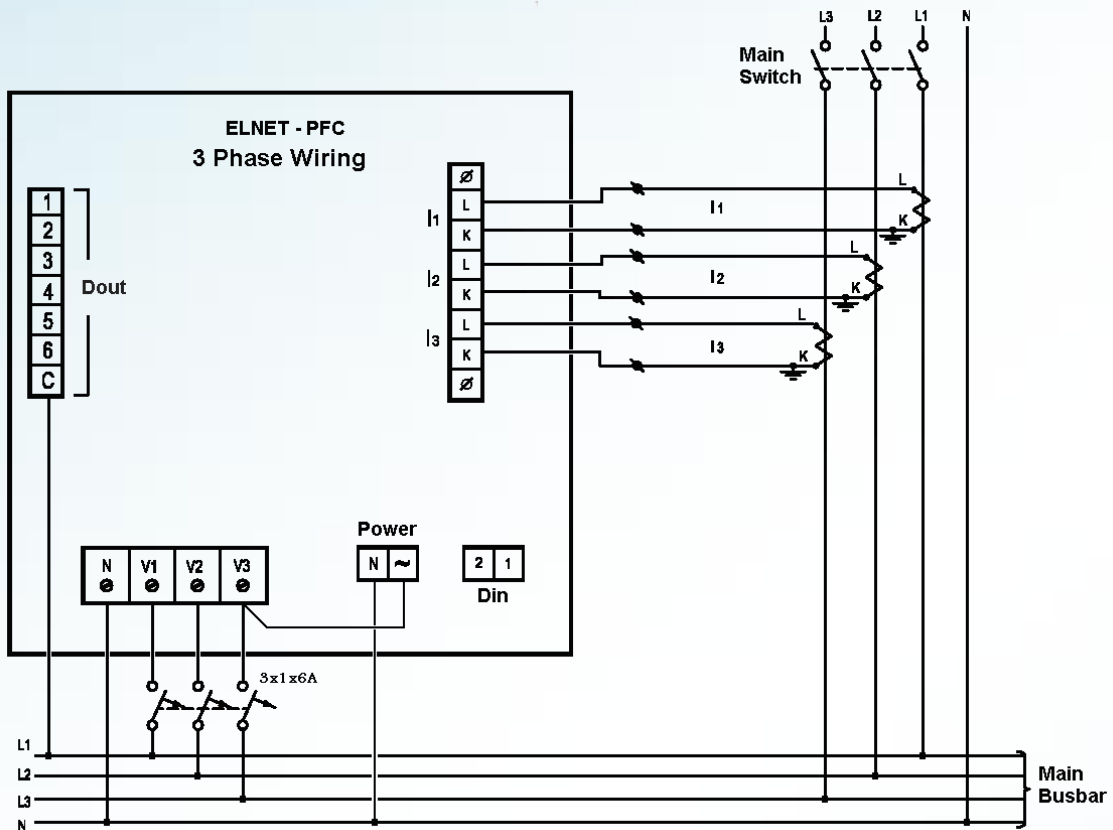 L3 L2 L1 N
Main
Switch
ELNET - PFC
3 Phase Wiring
1
2
3
4
5
6
C
Dout
I1
I2
I3
Ø
L
K
L
K
L
K
Ø
I1
L
K
I2
L
K
I3
L
K
N V1 V2 V3
Power
N ~
2 1
Din
3x1x6A
L1
L2
L3
N
Main
Busbar